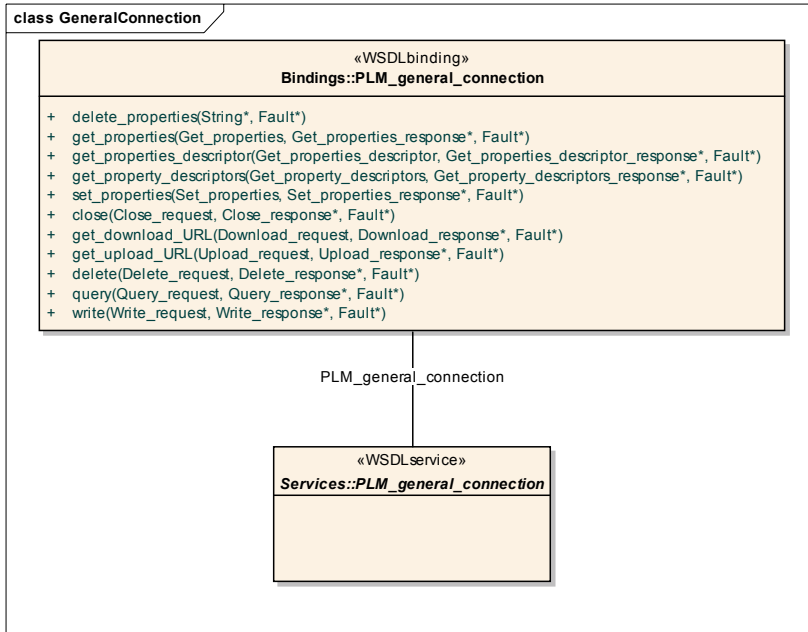 class GeneralConnection
«WSDLbinding»
Bindings::PLM_general_connection
+ delete_properties(String*, Fault*)
+ get_properties(Get_properties, Get_properties_response*, Fault*)
+ get_properties_descriptor(Get_properties_descriptor, Get_properties_descriptor_response*, Fault*)
+ get_property_descriptors(Get_property_descriptors, Get_property_descriptors_response*, Fault*)
+ set_properties(Set_properties, Set_properties_response*, Fault*)
+ close(Close_request, Close_response*, Fault*)
+ get_download_URL(Download_request, Download_response*, Fault*)
+ get_upload_URL(Upload_request, Upload_response*, Fault*)
+ delete(Delete_request, Delete_response*, Fault*)
+ query(Query_request, Query_response*, Fault*)
+ write(Write_request, Write_response*, Fault*)
PLM_general_connection
«WSDLservice»
Services::PLM_general_connection